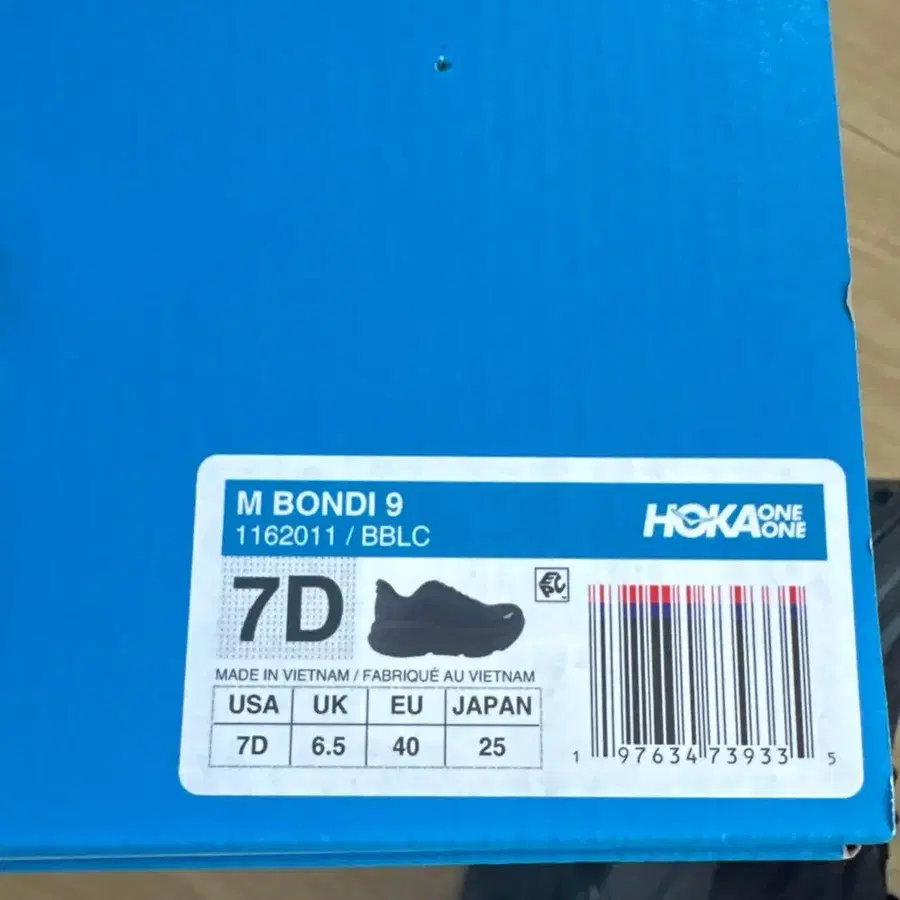 M BONDI 9
1162011 / BBLC
HOKA ONE ONE
7D
EPC
MADE IN VIETNAM / FABRIQUÉ AU VIETNAM
USA UK EU JAPAN
7D 6.5 40 25
1 97634 73933 5